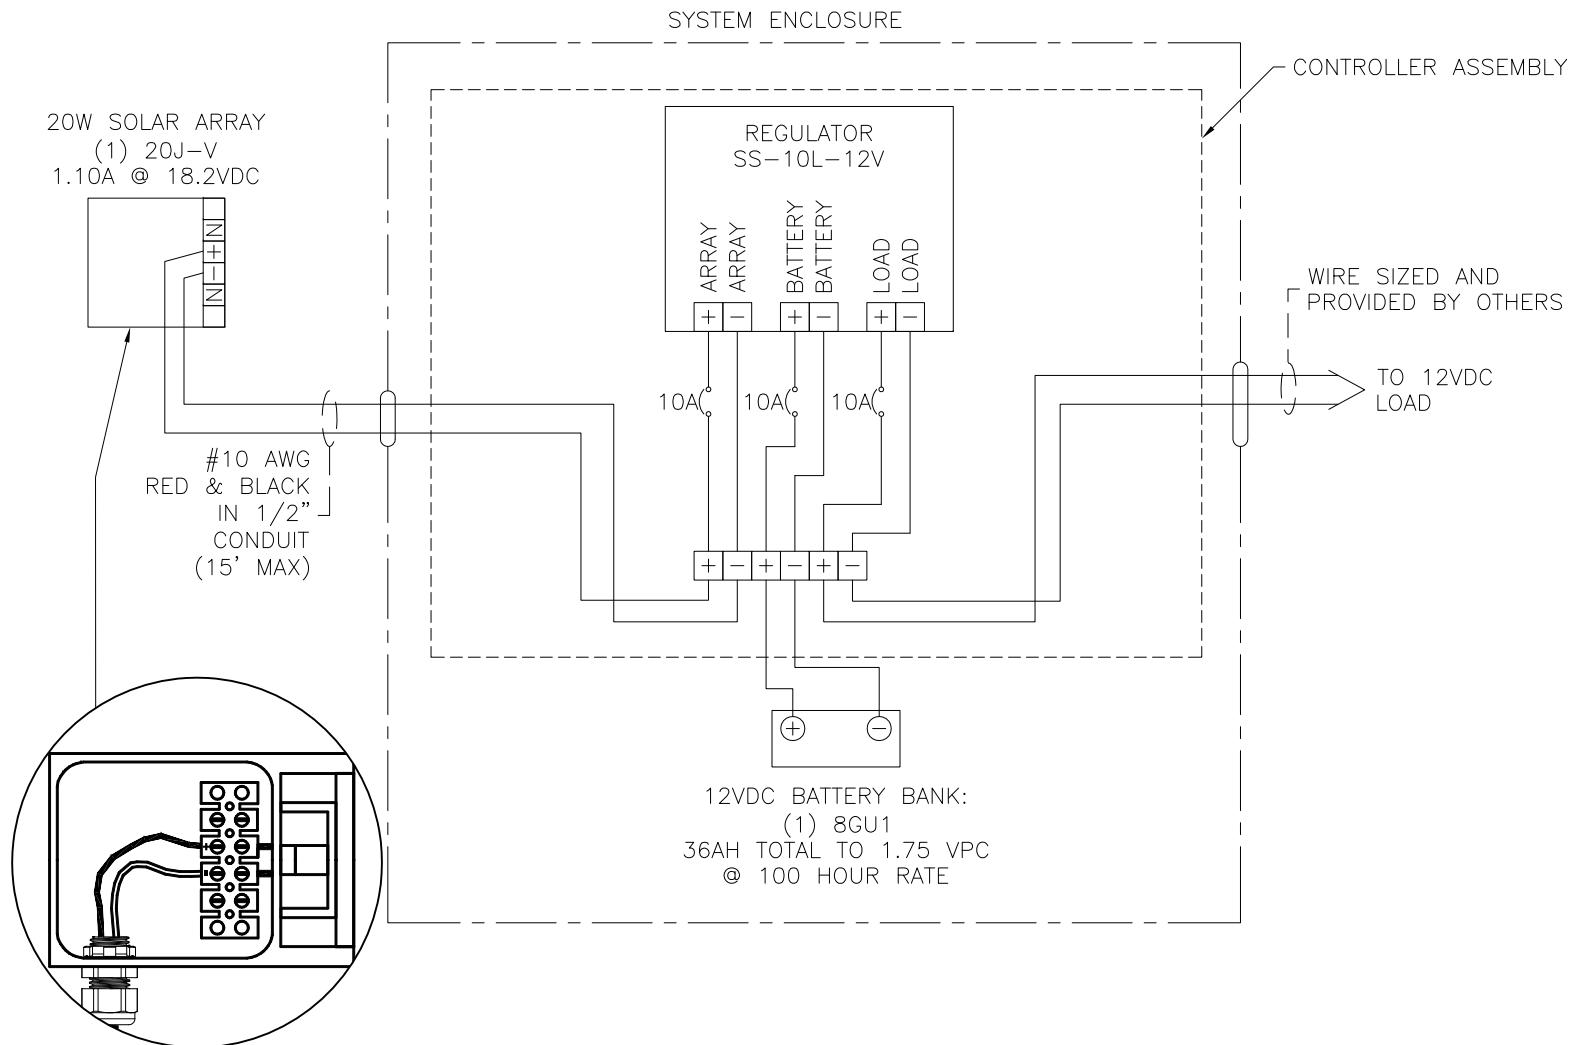 SYSTEM ENCLOSURE
CONTROLLER ASSEMBLY
20W SOLAR ARRAY
(1) 20J-V
1.10A @ 18.2VDC
N
+
-
N
REGULATOR
SS-10L-12V
ARRAY
ARRAY
BATTERY
BATTERY
LOAD
LOAD
+ - + - + -
10A
10A
10A
WIRE SIZED AND
PROVIDED BY OTHERS
TO 12VDC
LOAD
#10 AWG
RED & BLACK
IN 1/2"
CONDUIT
(15' MAX)
+ - + - + -
+ -
12VDC BATTERY BANK:
(1) 8GU1
36AH TOTAL TO 1.75 VPC
@ 100 HOUR RATE